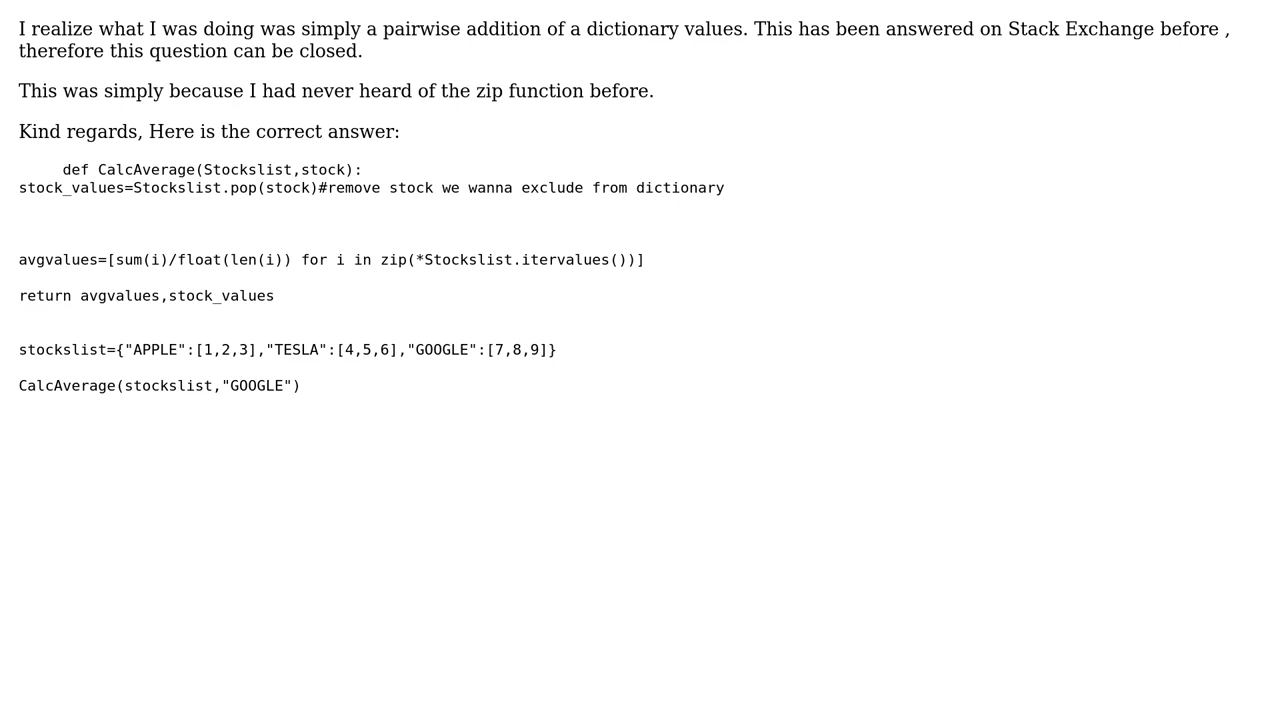 I realize what I was doing was simply a pairwise addition of a dictionary values. This has been answered on Stack Exchange before ,
therefore this question can be closed.
This was simply because I had never heard of the zip function before.
Kind regards, Here is the correct answer:
     def CalcAverage(Stockslist,stock):
stock_values=Stockslist.pop(stock)#remove stock we wanna exclude from dictionary
avgvalues=[sum(i)/float(len(i)) for i in zip(*Stockslist.itervalues())]
return avgvalues,stock_values
stockslist={"APPLE":[1,2,3],"TESLA":[4,5,6],"GOOGLE":[7,8,9]}
CalcAverage(stockslist,"GOOGLE")